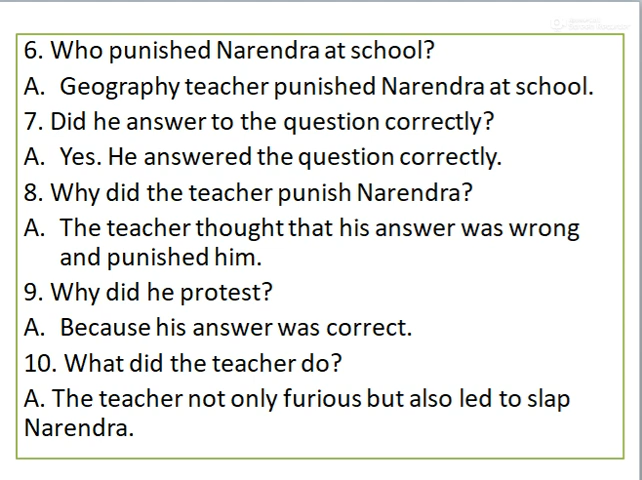 6. Who punished Narendra at school?
A. Geography teacher punished Narendra at school.
7. Did he answer to the question correctly?
A. Yes. He answered the question correctly.
8. Why did the teacher punish Narendra?
A. The teacher thought that his answer was wrong
and punished him.
9. Why did he protest?
A. Because his answer was correct.
10. What did the teacher do?
A. The teacher not only furious but also led to slap
Narendra.